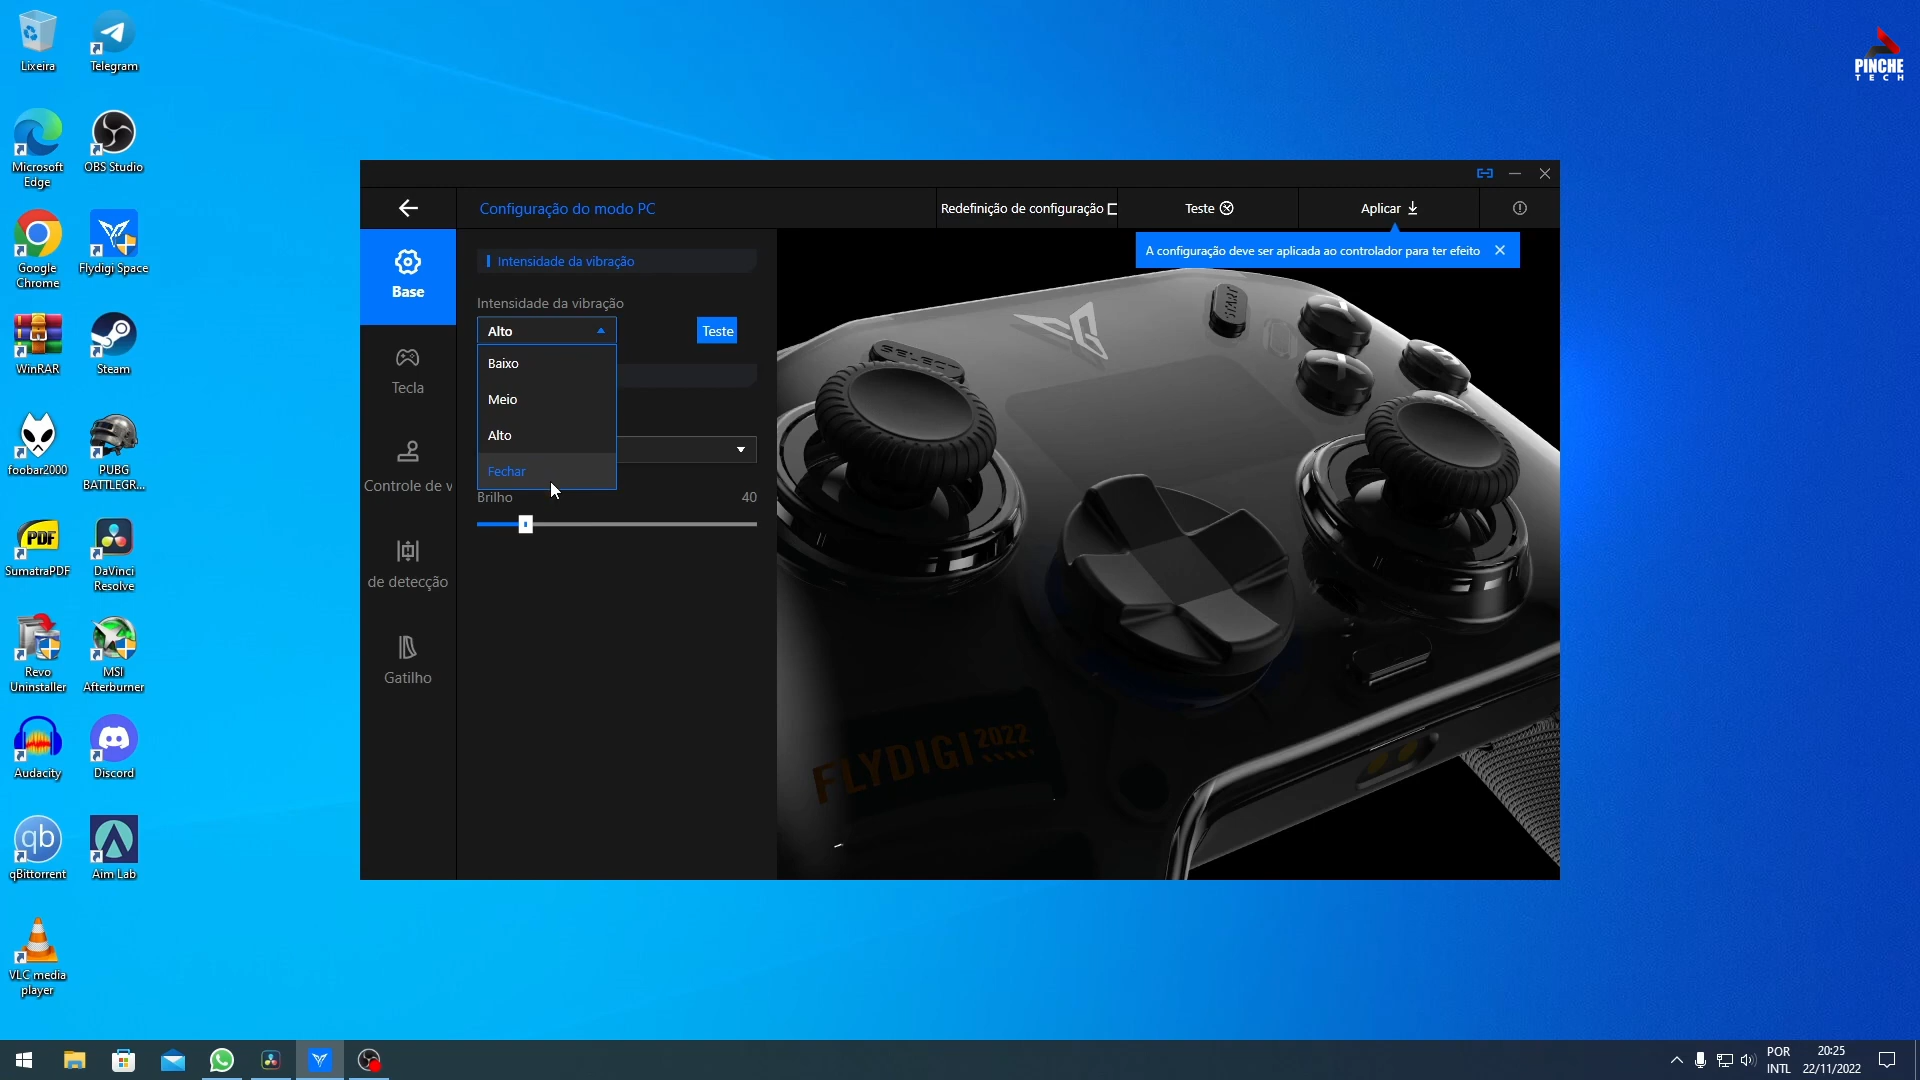 Lixeira
Telegram
PINCHE
TECH
Microsoft
Edge
OBS Studio
Google
Chrome
Flydigi Space
WinRAR
Steam
foobar2000
PUBG
BATTLEGR...
SumatraPDF
DaVinci
Resolve
Revo
Uninstaller
MSI
Afterburner
Audacity
Discord
qBittorrent
Aim Lab
VLC media
player
Configuração do modo PC
Redefinição de configuração
Teste
Aplicar
A configuração deve ser aplicada ao controlador para ter efeito
Base
Tecla
Controle de v
de detecção
Gatilho
Intensidade da vibração
Intensidade da vibração
Alto
Teste
Baixo
Meio
Alto
Fechar
Brilho
40
SELECT
START
FLYDIGI 2022
PDF
qb
POR
INTL
20:25
22/11/2022